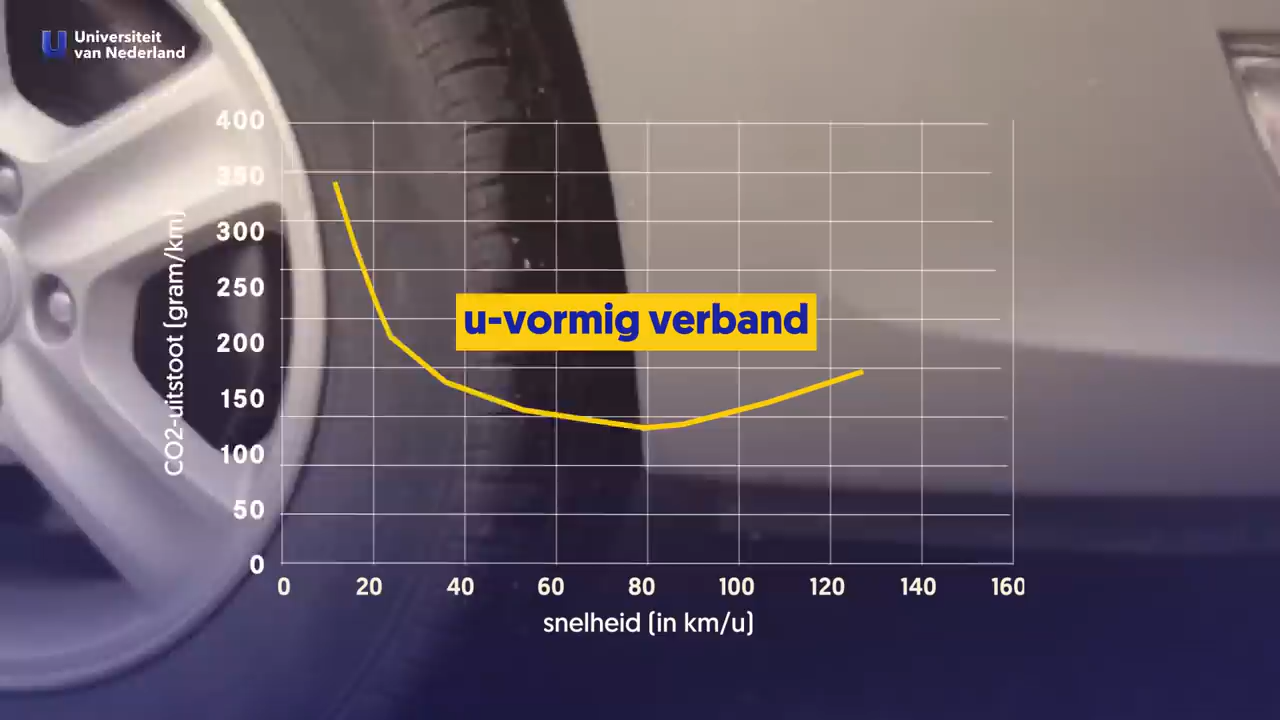 Universiteit
van Nederland
400
350
300
250
200
150
100
50
0
CO2-uitstoot (gram/km)
u-vormig verband
0 20 40 60 80 100 120 140 160
snelheid (in km/u)